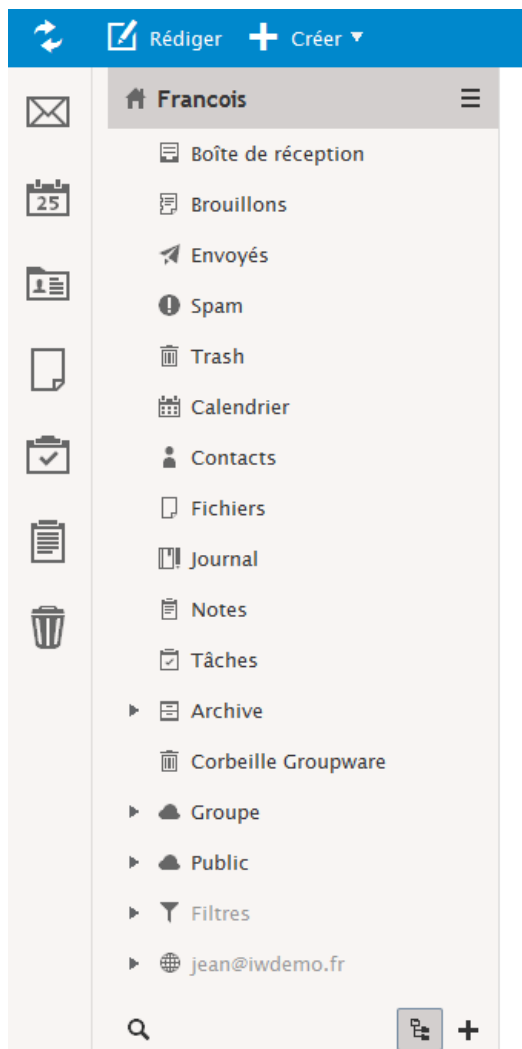 Rédiger Créer
Francois
25
Boîte de réception
Brouillons
Envoyés
Spam
Trash
Calendrier
Contacts
Fichiers
Journal
Notes
Tâches
Archive
Corbeille Groupware
Groupe
Public
Filtres
jean@iwdemo.fr